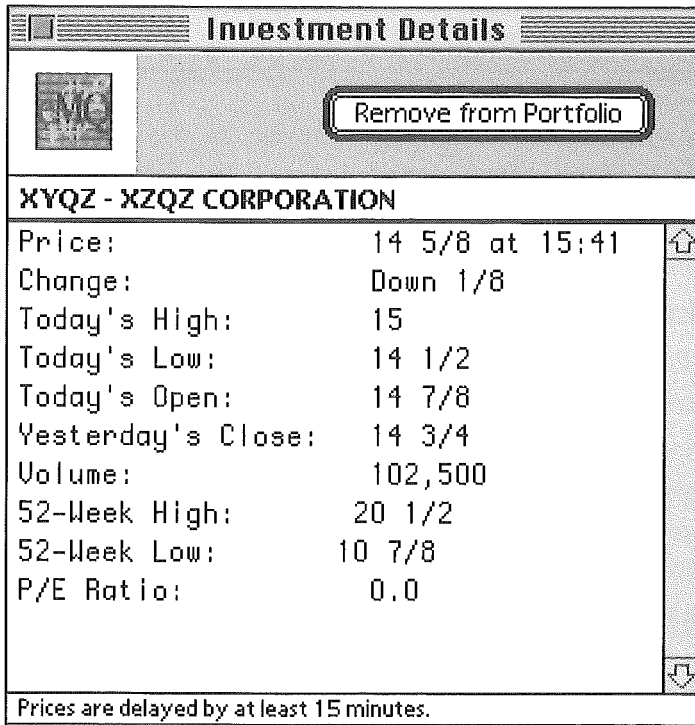 Investment Details
MQ
Remove from Portfolio
XYQZ - XZQZ CORPORATION
Price: 14 5/8 at 15:41
Change: Down 1/8
Today's High: 15
Today's Low: 14 1/2
Today's Open: 14 7/8
Yesterday's Close: 14 3/4
Volume: 102,500
52-Week High: 20 1/2
52-Week Low: 10 7/8
P/E Ratio: 0.0
Prices are delayed by at least 15 minutes.